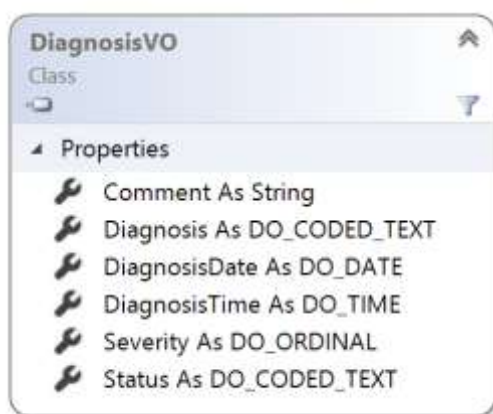 DiagnosisVO
Class
Properties
Comment As String
Diagnosis As DO_CODED_TEXT
DiagnosisDate As DO_DATE
DiagnosisTime As DO_TIME
Severity As DO_ORDINAL
Status As DO_CODED_TEXT